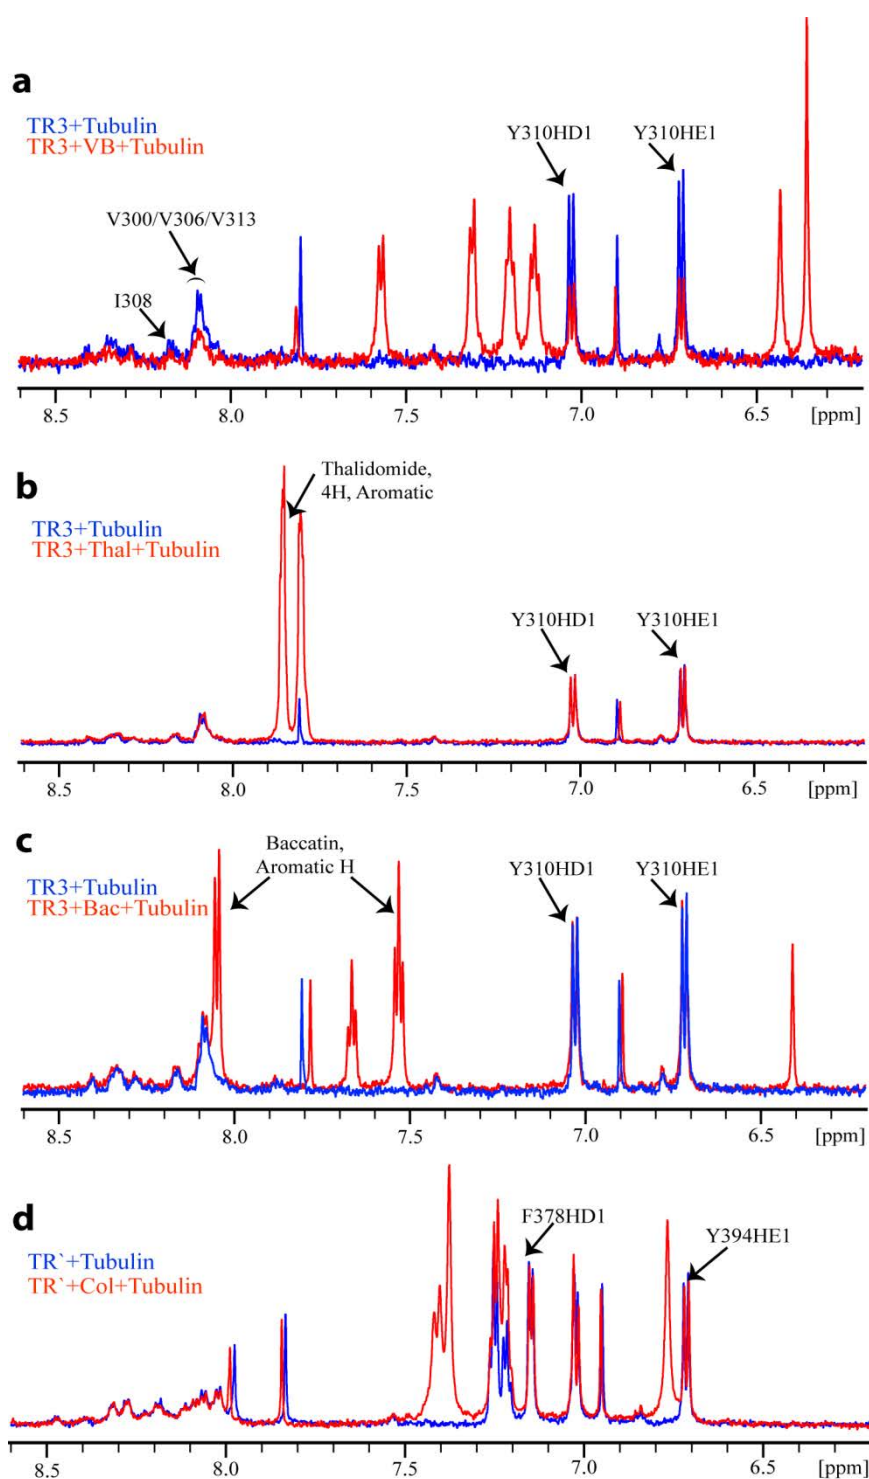 a
TR3+Tubulin
TR3+VB+Tubulin
Y310HD1
Y310HE1
V300/V306/V313
I308
8.5 8.0 7.5 7.0 6.5 [ppm]
b
Thalidomide,
4H, Aromatic
TR3+Tubulin
TR3+Thal+Tubulin
Y310HD1
Y310HE1
8.5 8.0 7.5 7.0 6.5 [ppm]
c
Baccatin,
Aromatic H
TR3+Tubulin
TR3+Bac+Tubulin
Y310HD1
Y310HE1
8.5 8.0 7.5 7.0 6.5 [ppm]
d
F378HD1
TR`+Tubulin
TR`+Col+Tubulin
Y394HE1
8.5 8.0 7.5 7.0 6.5 [ppm]